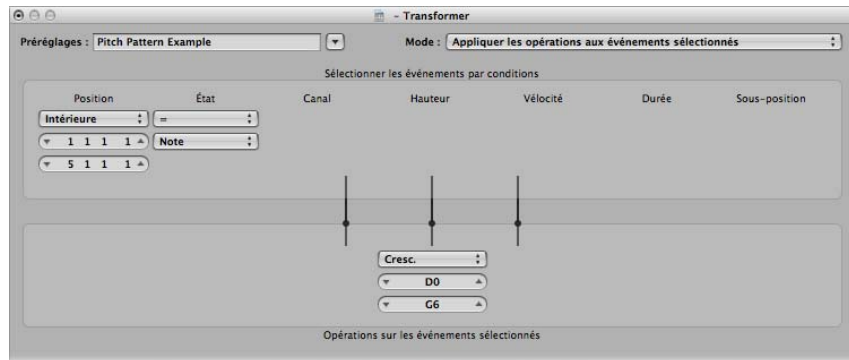 - Transformer
Préréglages : Pitch Pattern Example
Mode : Appliquer les opérations aux événements sélectionnés
Sélectionner les événements par conditions
Position État Canal Hauteur Vélocité Durée Sous-position
Intérieure =
1 1 1 1 Note
5 1 1 1
Cresc.
D0
G6
Opérations sur les événements sélectionnés